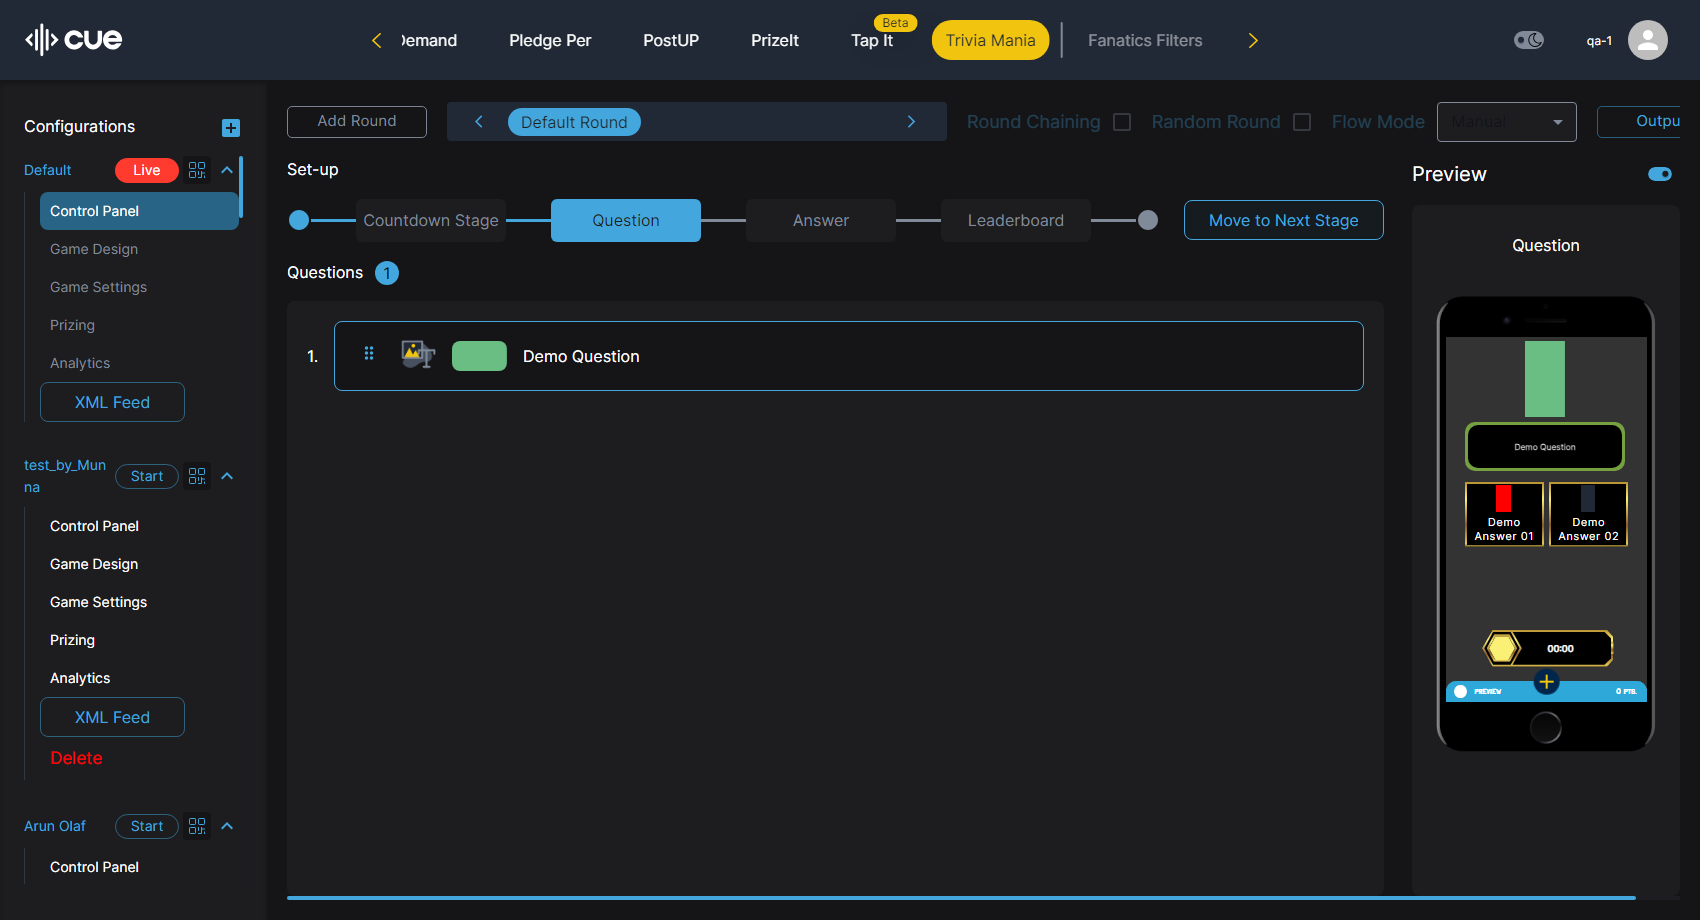 cue
Demand
Pledge Per
PostUP
PrizeIt
Tap It
Beta
Trivia Mania
Fanatics Filters
qa-1
Configurations
Default
Live
Control Panel
Game Design
Game Settings
Prizing
Analytics
XML Feed
test_by_Mun
na
Start
Control Panel
Game Design
Game Settings
Prizing
Analytics
XML Feed
Delete
Arun Olaf
Start
Control Panel
Add Round
Default Round
Round Chaining
Random Round
Flow Mode
Manual
Outpu
Set-up
Countdown Stage
Question
Answer
Leaderboard
Move to Next Stage
Questions 1
1.
Demo Question
Preview
Question
Demo Question
Demo
Answer 01
Demo
Answer 02
00:00
PREVIEW
0 PTS.